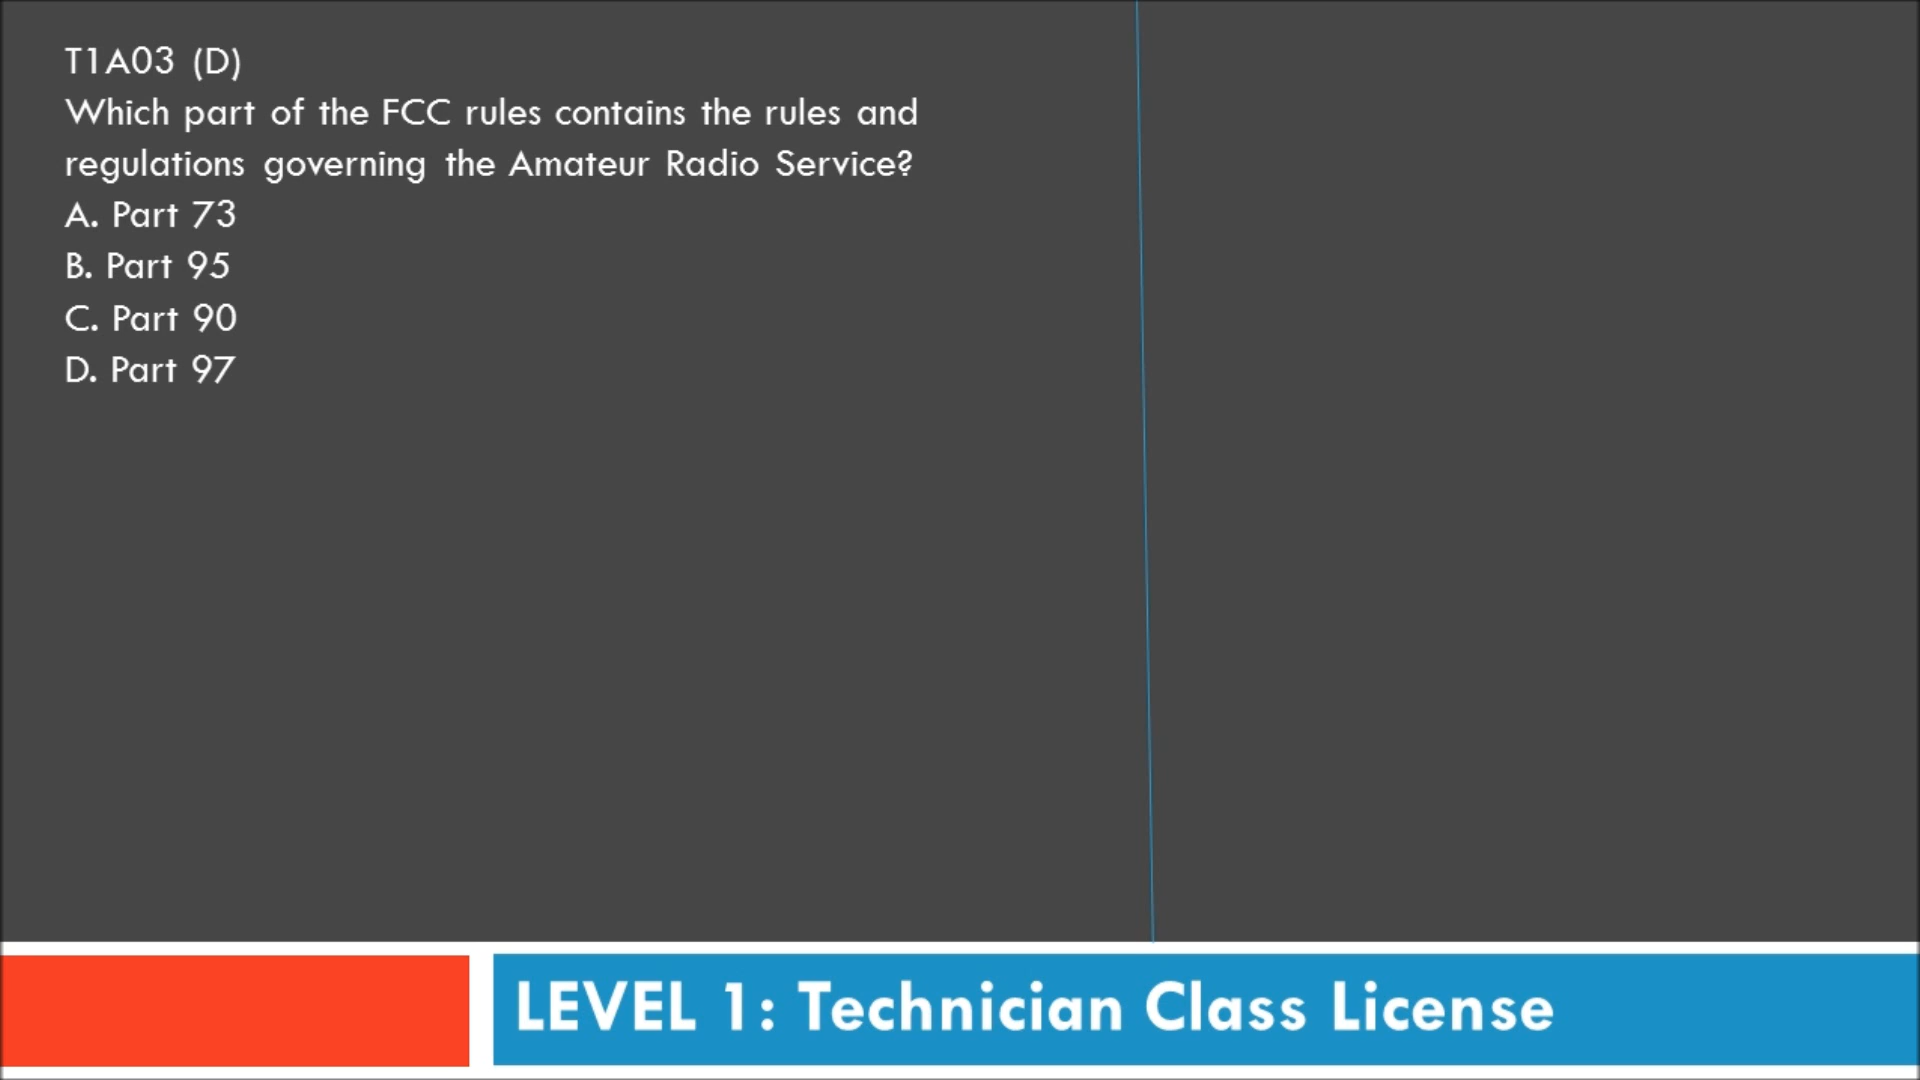 T1A03 (D)
Which part of the FCC rules contains the rules and
regulations governing the Amateur Radio Service?
A. Part 73
B. Part 95
C. Part 90
D. Part 97
LEVEL 1: Technician Class License